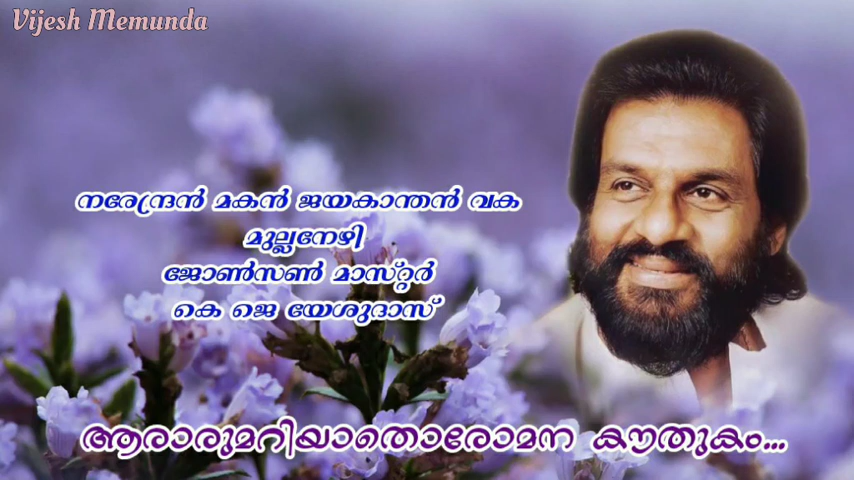 Vijesh Memunda
നരേന്ദ്രൻ മകൻ ജയകാന്തൻ വക
മുല്ലനേഴി
ജോൺസൺ മാസ്റ്റർ
കെ ജെ യേശുദാസ്
ആരാരുമറിയാതൊരോമന കൗതുകം...